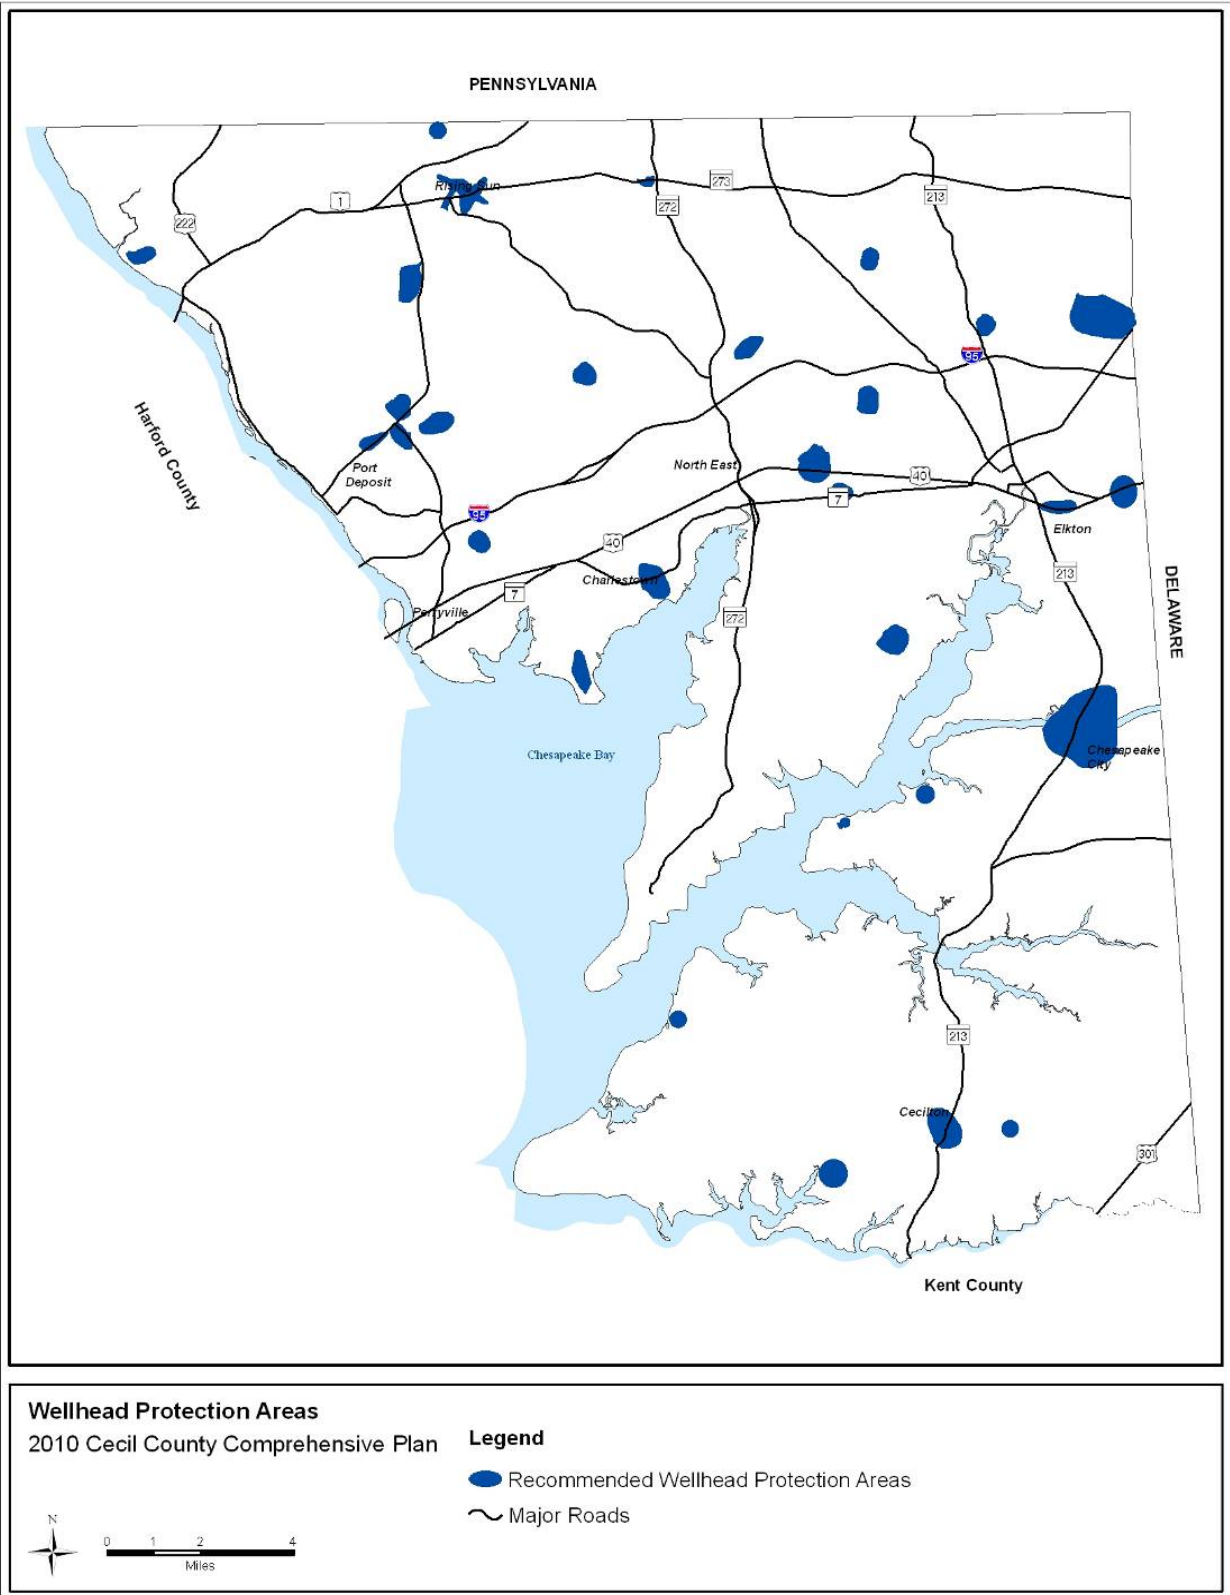 PENNSYLVANIA
Rising Sun
273
1
272
213
222
95
Harford County
North East
Port
Deposit
40
7
95
Elkton
40
213
Charlestown
7
DELAWARE
Perryville
272
Chesapeake Bay
Chesapeake
City
213
Cecilton
301
Kent County
Wellhead Protection Areas
2010 Cecil County Comprehensive Plan
Legend
Recommended Wellhead Protection Areas
Major Roads
N
0 1 2 4
Miles